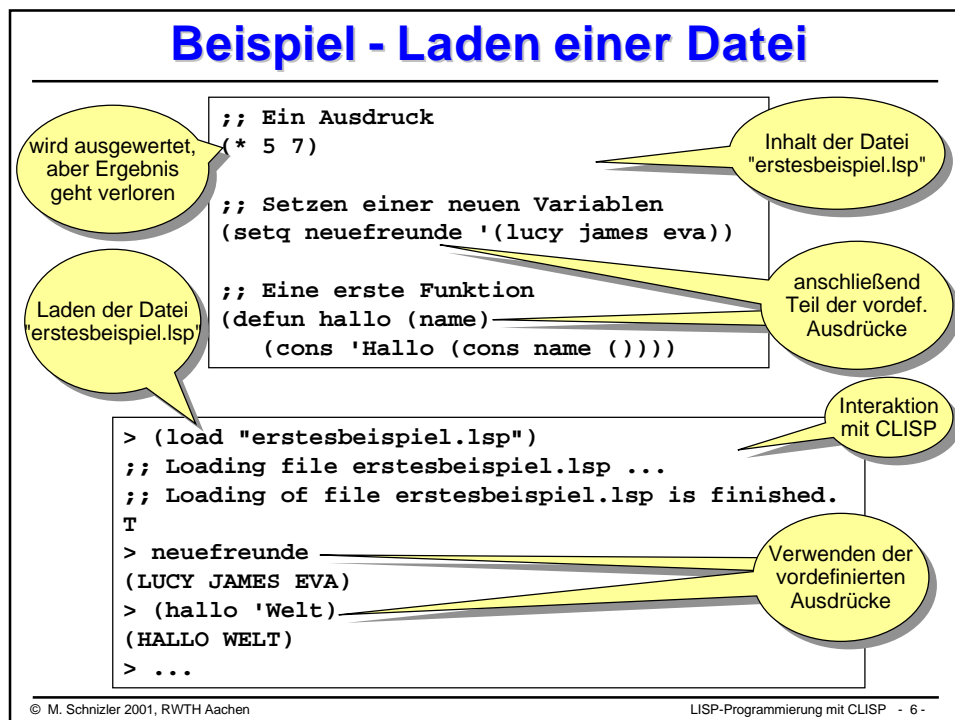 Beispiel - Laden einer Datei
wird ausgewertet,
aber Ergebnis
geht verloren
;; Ein Ausdruck
(* 5 7)
;; Setzen einer neuen Variablen
(setq neuefreunde '(lucy james eva))
;; Eine erste Funktion
(defun hallo (name)
(cons 'Hallo (cons name ())))
Inhalt der Datei
"erstesbeispiel.lsp"
anschließend
Teil der vordef.
Ausdrücke
Laden der Datei
"erstesbeispiel.lsp"
Interaktion
mit CLISP
> (load "erstesbeispiel.lsp")
;; Loading file erstesbeispiel.lsp ...
;; Loading of file erstesbeispiel.lsp is finished.
T
> neuefreunde
(LUCY JAMES EVA)
> (hallo 'Welt)
(HALLO WELT)
> ...
Verwenden der
vordefinierten
Ausdrücke
© M. Schnizler 2001, RWTH Aachen
LISP-Programmierung mit CLISP - 6 -